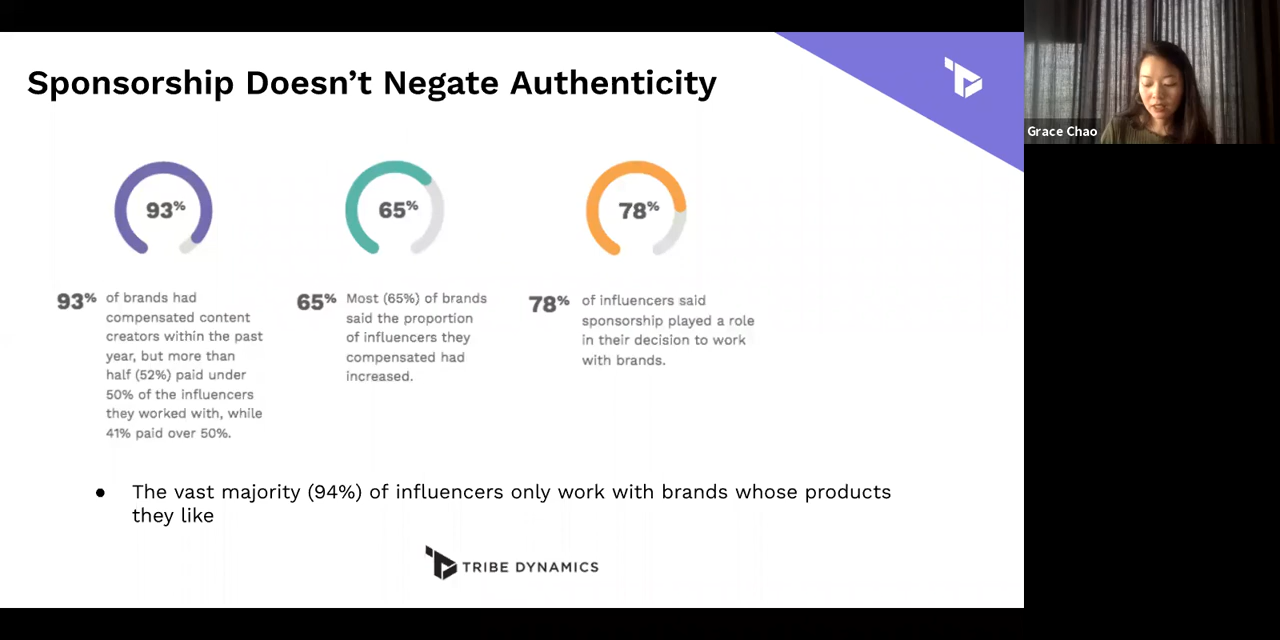 Sponsorship Doesn’t Negate Authenticity
Grace Chao
93%
65%
78%
93% of brands had
compensated content
creators within the past
year, but more than
half (52%) paid under
50% of the influencers
they worked with, while
41% paid over 50%.
65% Most (65%) of brands
said the proportion
of influencers they
compensated had
increased.
78% of influencers said
sponsorship played a role
in their decision to work
with brands.
● The vast majority (94%) of influencers only work with brands whose products
they like
TRIBE DYNAMICS